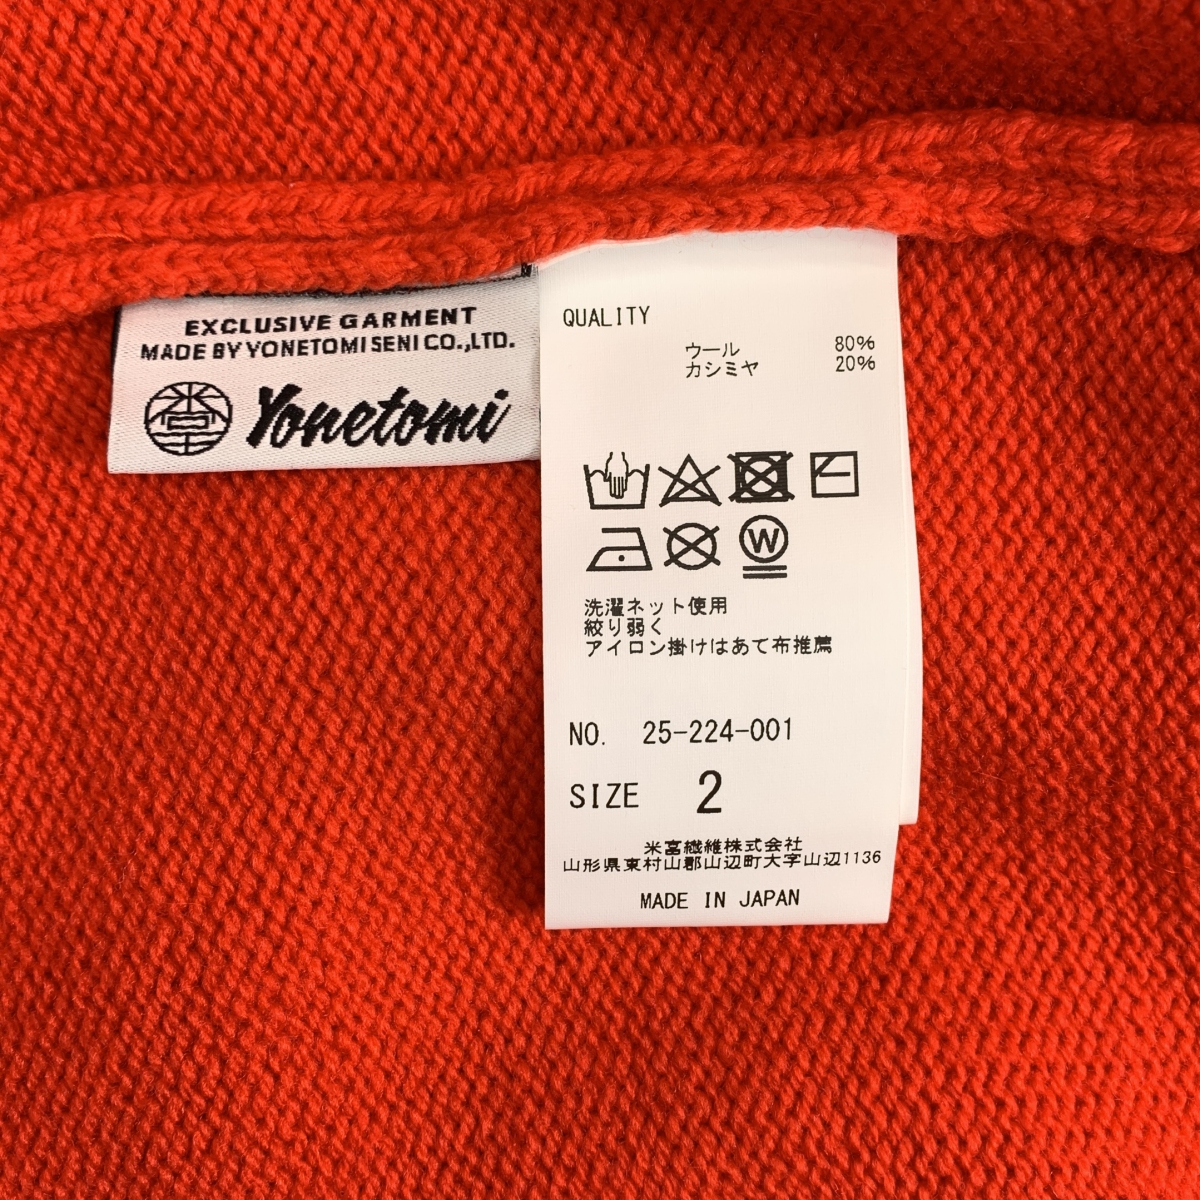 EXCLUSIVE GARMENT
MADE BY YONETOMI SENI CO.,LTD.
Yonetomi
QUALITY
ウール 80%
カシミヤ 20%
W
洗濯ネット使用
絞り弱く
アイロン掛けはあて布推薦
NO. 25-224-001
SIZE 2
米富繊維株式会社
山形県東村山郡山辺町大字山辺1136
MADE IN JAPAN